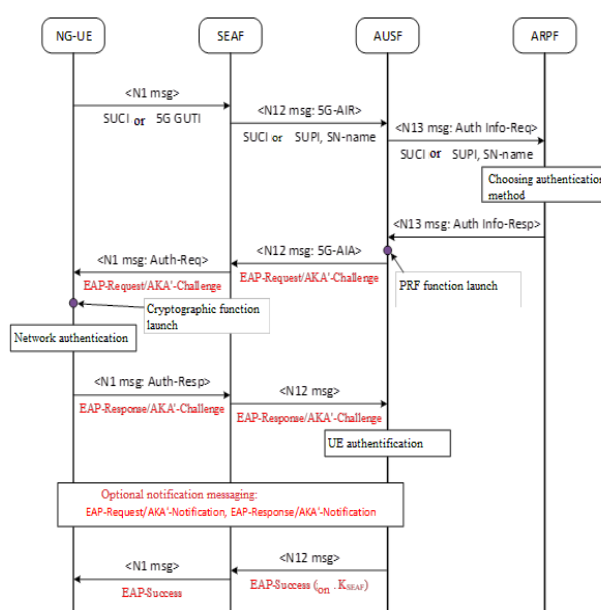 NG-UE SEAF AUSF ARPF
<N1 msg>
SUCI or 5G GUTI
<N12 msg: 5G-AIR>
SUCI or SUPI, SN-name
<N13 msg: Auth Info-Req>
SUCI or SUPI, SN-name
Choosing authentication
method
<N13 msg: Auth Info-Resp>
<N12 msg: 5G-AIA>
EAP-Request/AKA'-Challenge
<N1 msg: Auth-Req>
EAP-Request/AKA'-Challenge
PRF function launch
Cryptographic function
launch
Network authentication
<N1 msg: Auth-Resp>
EAP-Response/AKA'-Challenge
<N12 msg>
EAP-Response/AKA'-Challenge
UE authentification
Optional notification messaging:
EAP-Request/AKA'-Notification, EAP-Response/AKA'-Notification
<N12 msg>
EAP-Success (on . KSEAF)
<N1 msg>
EAP-Success